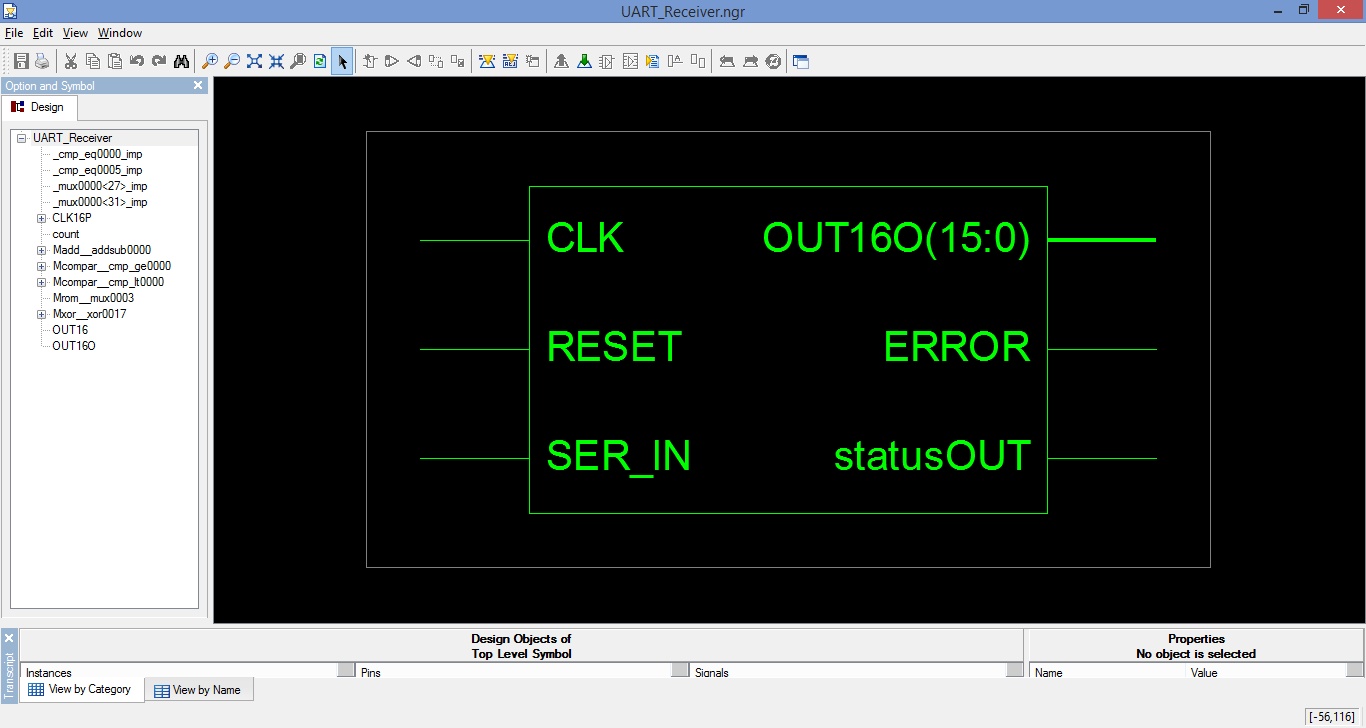 UART_Receiver.ngr
File Edit View Window
Option and Symbol
Design
UART_Receiver
_cmp_eq0000_imp
_cmp_eq0005_imp
_mux0000<27>_imp
_mux0000<31>_imp
CLK16P
count
Madd__addsub0000
Mcompar__cmp_ge0000
Mcompar__cmp_lt0000
Mrom__mux0003
Mxor__xor0017
OUT16
OUT16O
CLK OUT16O(15:0)
RESET ERROR
SER_IN statusOUT
Transcript
Design Objects of
Top Level Symbol
Properties
No object is selected
Instances Pins Signals Name Value
View by Category View by Name
[-56,116]